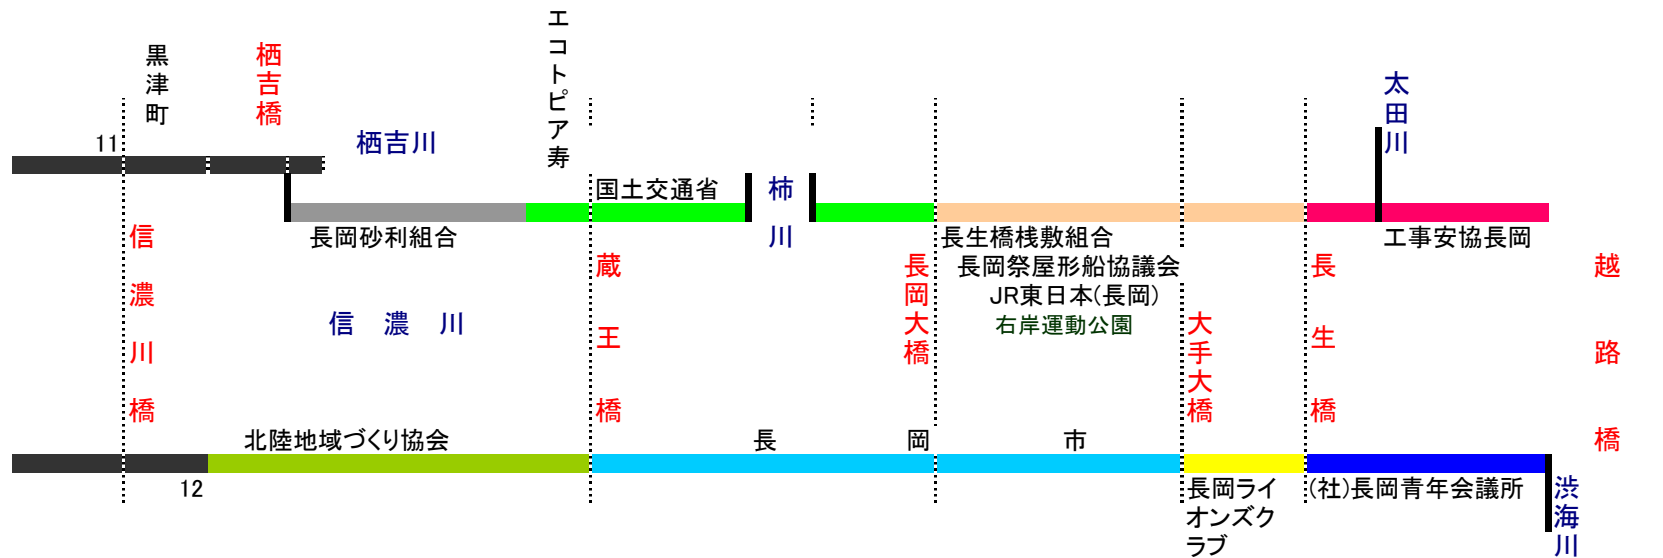 エコトピア寿
黒津町
栖吉橋
太田川
11
栖吉川
国土交通省
柿川
長岡砂利組合
長生橋桟敷組合
工事安協長岡
長岡祭屋形船協議会
JR東日本(長岡)
右岸運動公園
信濃川橋
信濃川
蔵王橋
長岡大橋
大手大橋
長生橋
越路橋
北陸地域づくり協会
長岡市
12
長岡ライ
オンズク
ラブ
(社)長岡青年会議所
渋海川